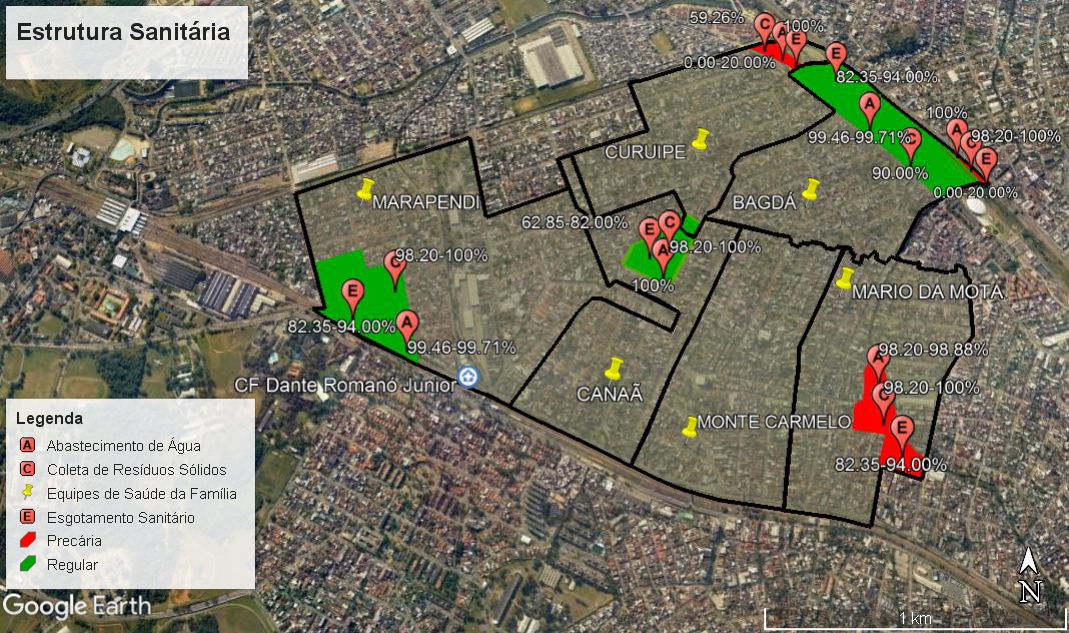 Estrutura Sanitária
59.26%
C
A
100%
E
0.00-20.00%
E
82.35-94.00%
A
99.46-99.71%
C
90.00%
100%
A
98.20-100%
C
E
0.00-20.00%
CURUIPE
MARAPENDI
BAGDÁ
62.85-82.00%
E
C
A
98.20-100%
100%
C
98.20-100%
E
82.35-94.00%
A
99.46-99.71%
MARIO DA MOTA
A
98.20-98.88%
C
98.20-100%
E
82.35-94.00%
CF Dante Romanó Junior
CANAÃ
MONTE CARMELO
Legenda
A Abastecimento de Água
C Coleta de Resíduos Sólidos
Equipes de Saúde da Família
E Esgotamento Sanitário
Precária
Regular
Google Earth
N
1 km